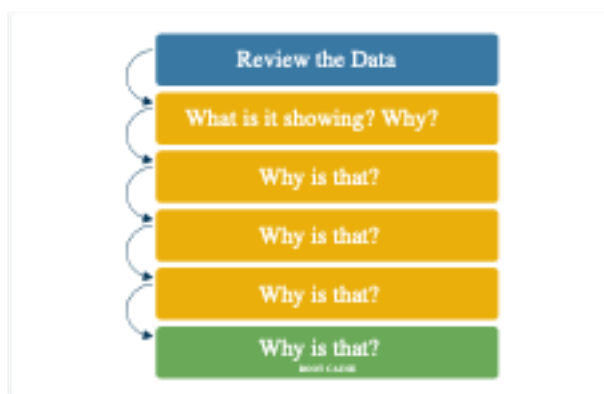 Review the Data
What is it showing? Why?
Why is that?
Why is that?
Why is that?
Why is that?
ROOT CAUSE